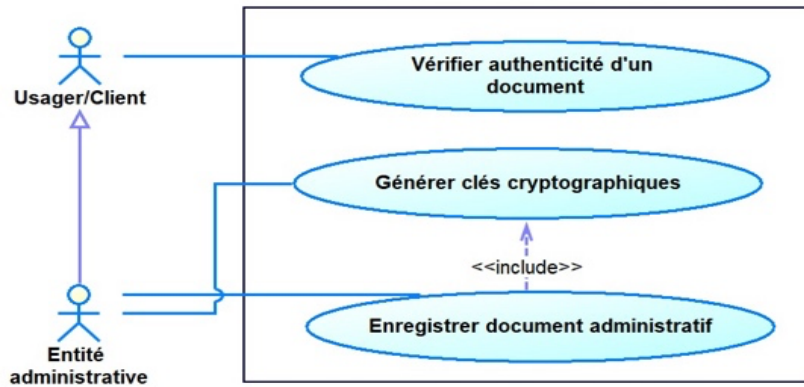 Vérifier authenticité d'un
document
Usager/Client
Générer clés cryptographiques
<<include>>
Enregistrer document administratif
Entité
administrative